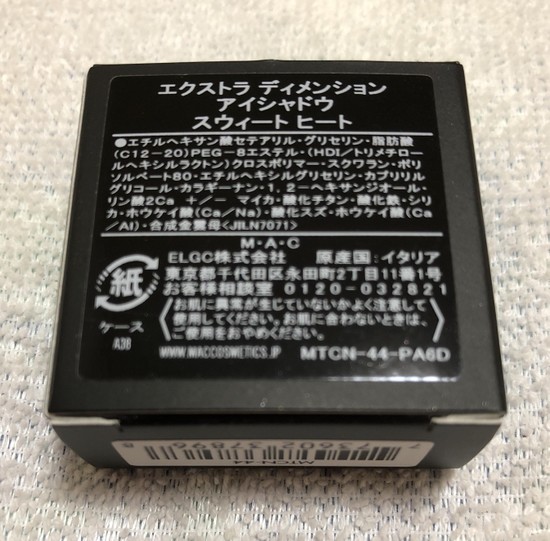 エクストラ ディメンション
アイシャドウ
スウィート ヒート
●エチルヘキサン酸セテアリル・グリセリン・脂肪酸
(C12-20)PEG-8エステル・(HDI/トリメチロー
ルヘキシルラクトン)クロスポリマー・スクワラン・ポリ
ソルベート80・エチルヘキシルグリセリン・カプリリル
グリコール・カラギーナン・1,2-ヘキサンジオール・
リン酸2Ca +/- マイカ・酸化チタン・酸化鉄・シリ
カ・ホウケイ酸(Ca/Na)・酸化スズ・ホウケイ酸(Ca
/Al)・合成金雲母<JILN7071>
M・A・C
ELGC株式会社 原産国:イタリア
東京都千代田区永田町2丁目11番1号
お客様相談室 0120-032821
お肌に異常が生じていないかよく注意して
使用してください。お肌に合わないときは、
ご使用をおやめください。
紙
ケース
A38
WWW.MACCOSMETICS.JP
MTCN-44-PA6D
MTCN-44
7 73602 37896 8